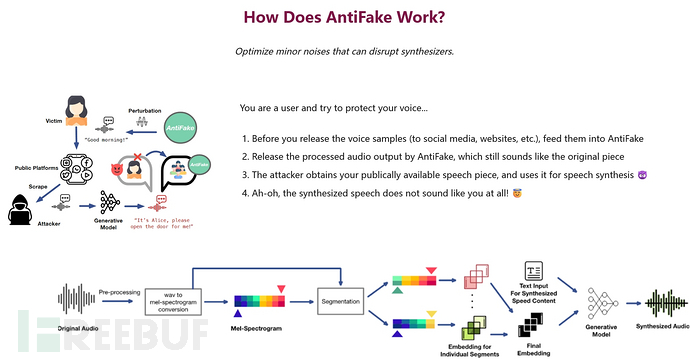 How Does AntiFake Work?
Optimize minor noises that can disrupt synthesizers.
Victim
Perturbation
AntiFake
"Good morning!"
Public Platforms
AntiFake
Scrape
Attacker
Generative
Model
"It's Alice, please
open the door for me!"
You are a user and try to protect your voice...
1. Before you release the voice samples (to social media, websites, etc.), feed them into AntiFake
2. Release the processed audio output by AntiFake, which still sounds like the original piece
3. The attacker obtains your publically available speech piece, and uses it for speech synthesis 😈
4. Ah-oh, the synthesized speech does not sound like you at all! 😇
Original Audio
Pre-processing
wav to
mel-spectrogram
conversion
Mel-Spectrogram
Segmentation
Embedding for
Individual Segments
Text Input
For Synthesized
Speed Content
Final
Embedding
Generative
Model
Synthesized Audio
FREEBUF